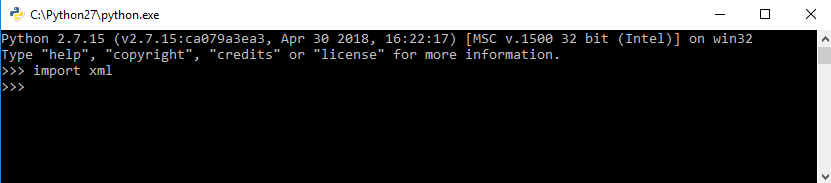 C:\Python27\python.exe
Python 2.7.15 (v2.7.15:ca079a3ea3, Apr 30 2018, 16:22:17) [MSC v.1500 32 bit (Intel)] on win32
Type "help", "copyright", "credits" or "license" for more information.
>>> import xml
>>>